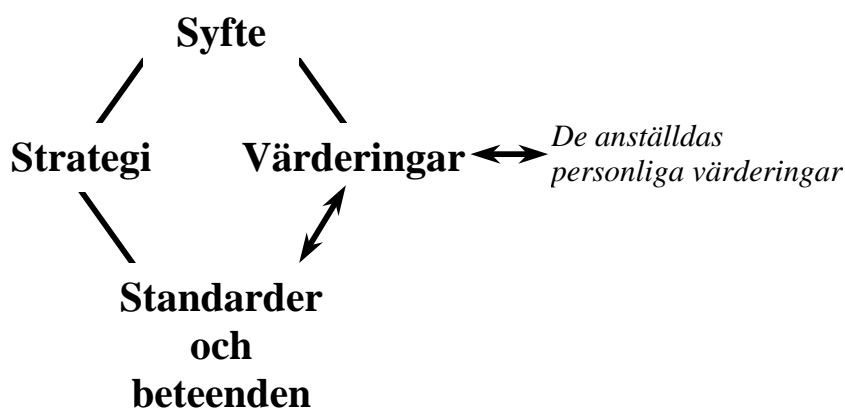 Syfte
Strategi
Värderingar
De anställdas
personliga värderingar
Standarder
och
beteenden